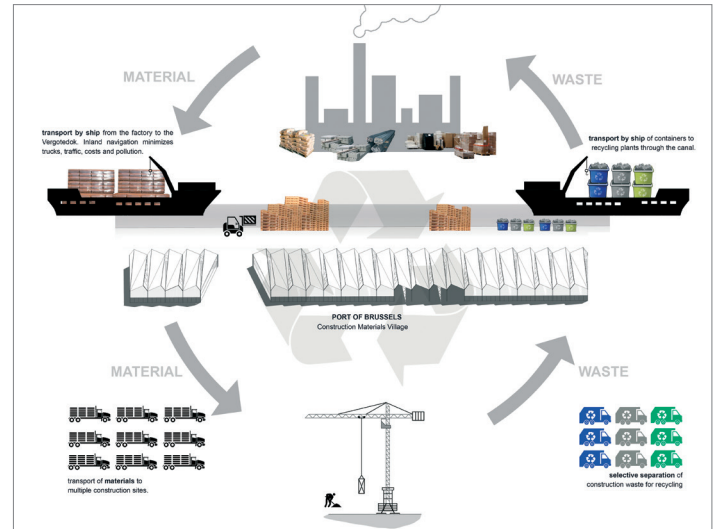 MATERIAL
WASTE
transport by ship from the factory to the
Vergotedok. Inland navigation minimizes
trucks, traffic, costs and pollution.
transport by ship of containers to
recycling plants through the canal.
PORT OF BRUSSELS
Construction Materials Village
MATERIAL
WASTE
transport of materials to
multiple construction sites.
selective separation of
construction waste for recycling